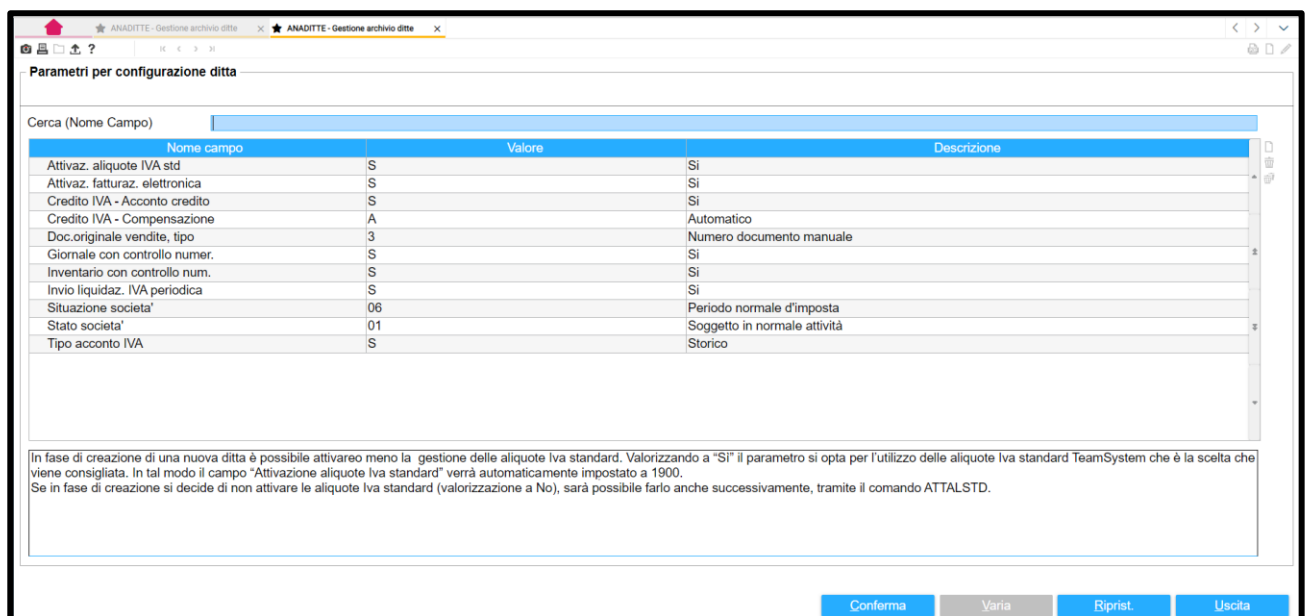 ANADITTE - Gestione archivio ditte
ANADITTE - Gestione archivio ditte
Parametri per configurazione ditta
Cerca (Nome Campo)
Nome campo Valore Descrizione
Attivaz. aliquote IVA std S Si
Attivaz. fatturaz. elettronica S Si
Credito IVA - Acconto credito S Si
Credito IVA - Compensazione A Automatico
Doc.originale vendite, tipo 3 Numero documento manuale
Giornale con controllo numer. S Si
Inventario con controllo num. S Si
Invio liquidaz. IVA periodica S Si
Situazione societa' 06 Periodo normale d'imposta
Stato societa' 01 Soggetto in normale attività
Tipo acconto IVA S Storico
In fase di creazione di una nuova ditta è possibile attivareo meno la gestione delle aliquote Iva standard. Valorizzando a “Sì” il parametro si opta per l’utilizzo delle aliquote Iva standard TeamSystem che è la scelta che
viene consigliata. In tal modo il campo “Attivazione aliquote Iva standard” verrà automaticamente impostato a 1900.
Se in fase di creazione si decide di non attivare le aliquote Iva standard (valorizzazione a No), sarà possibile farlo anche successivamente, tramite il comando ATTALSTD.
Conferma Varia Riprist. Uscita